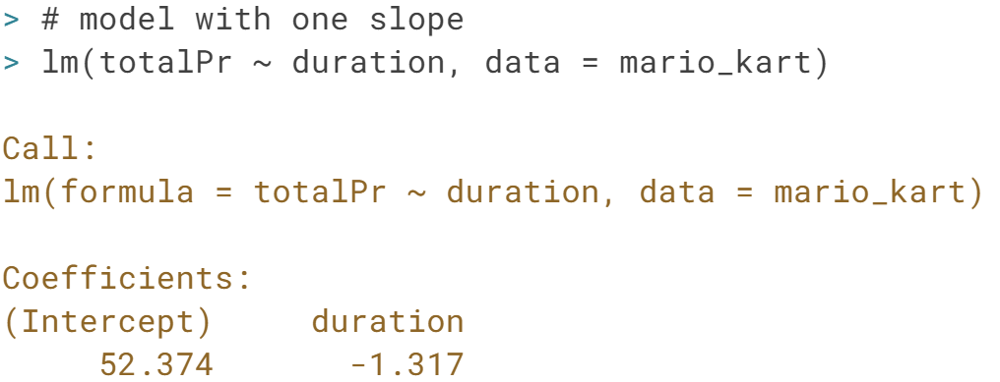 > # model with one slope
> lm(totalPr ~ duration, data = mario_kart)
Call:
lm(formula = totalPr ~ duration, data = mario_kart)
Coefficients:
(Intercept)     duration
     52.374       -1.317